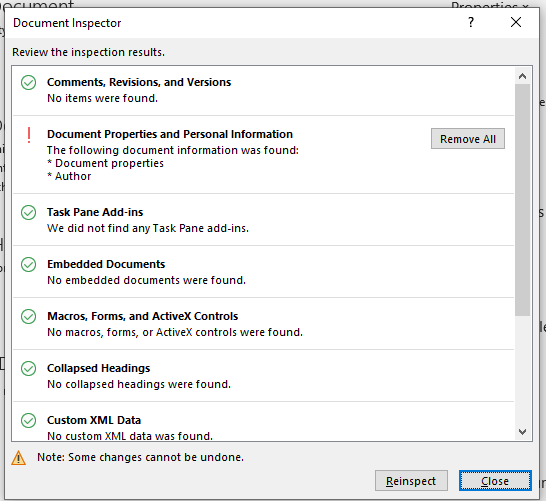 Document
Properties
Document Inspector
?
Review the inspection results.
Comments, Revisions, and Versions
No items were found.
Document Properties and Personal Information
Remove All
The following document information was found:
* Document properties
* Author
Task Pane Add-ins
We did not find any Task Pane add-ins.
Embedded Documents
No embedded documents were found.
Macros, Forms, and ActiveX Controls
No macros, forms, or ActiveX controls were found.
Collapsed Headings
No collapsed headings were found.
Custom XML Data
No custom XML data was found.
Note: Some changes cannot be undone.
Reinspect
Close